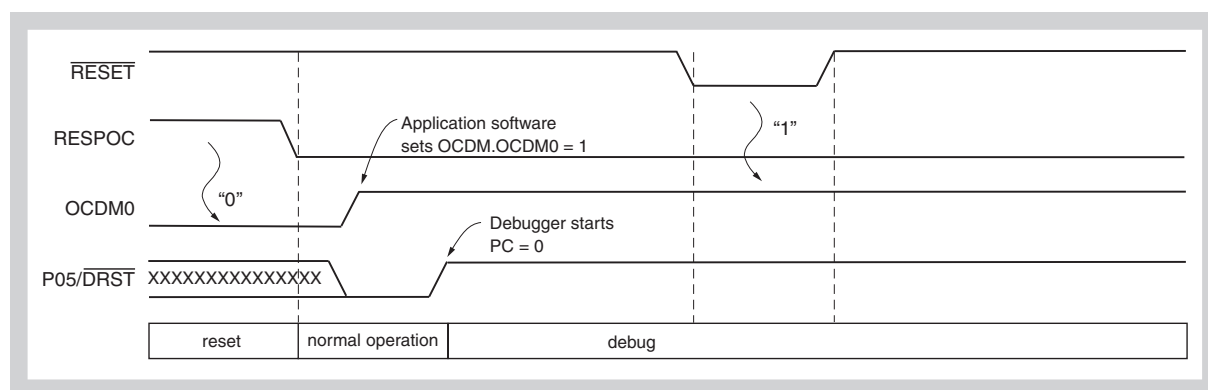 RESET
RESPOC
Application software
sets OCDM.OCDM0 = 1
“1”
“0”
OCDM0
Debugger starts
PC = 0
P05/DRST
XXXXXXXXXXXXXXX
reset
normal operation
debug